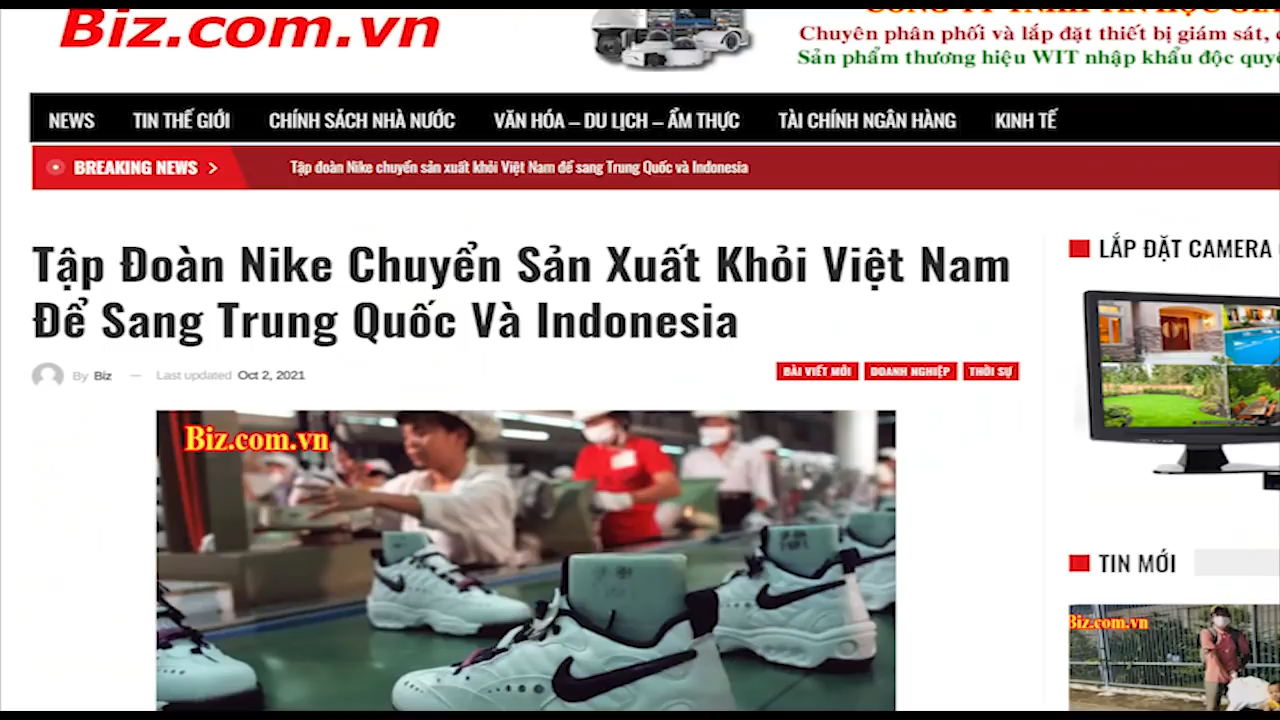 Biz.com.vn
Chuyên phân phối và lắp đặt thiết bị giám sát,
Sản phẩm thương hiệu WIT nhập khẩu độc quyề
NEWS TIN THẾ GIỚI CHÍNH SÁCH NHÀ NƯỚC VĂN HÓA – DU LỊCH – ẨM THỰC TÀI CHÍNH NGÂN HÀNG KINH TẾ
BREAKING NEWS > Tập đoàn Nike chuyển sản xuất khỏi Việt Nam để sang Trung Quốc và Indonesia
Tập Đoàn Nike Chuyển Sản Xuất Khỏi Việt Nam
Để Sang Trung Quốc Và Indonesia
By Biz — Last updated Oct 2, 2021
BÀI VIẾT MỚI DOANH NGHIỆP THỜI SỰ
LẮP ĐẶT CAMERA
Biz.com.vn
TIN MỚI
Biz.com.vn